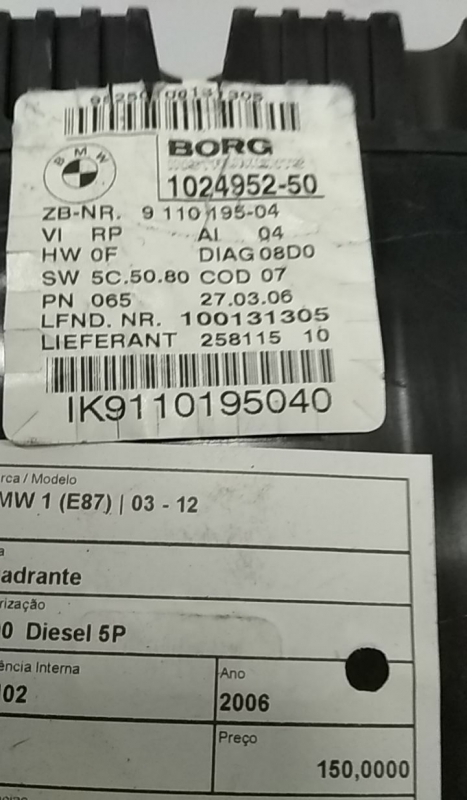 BMW
BORG
1024952-50
ZB-NR. 9 110 195-04
VI RP AI 04
HW 0F DIAG 08D0
SW 5C.50.80 COD 07
PN 065 27.03.06
LFND. NR. 100131305
LIEFERANT 258115 10
IK9110195040
rca / Modelo
MW 1 (E87) | 03 - 12
a
adrante
rização
0 Diesel 5P
ência Interna
02
Ano
2006
Preço
150,0000